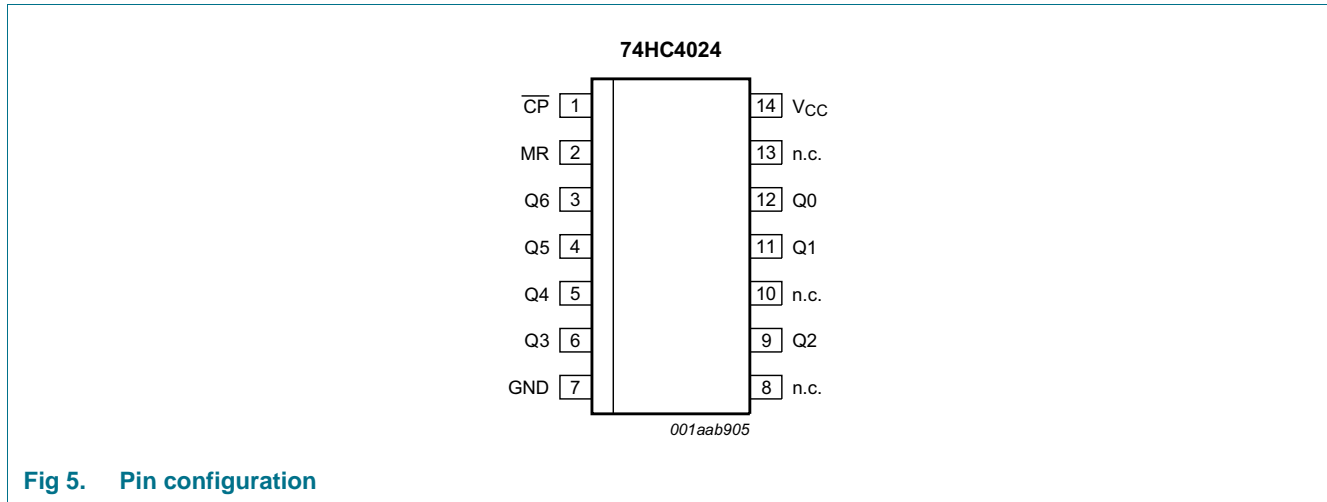 74HC4024
C̅P̅ 1 14 VCC
MR 2 13 n.c.
Q6 3 12 Q0
Q5 4 11 Q1
Q4 5 10 n.c.
Q3 6 9 Q2
GND 7 8 n.c.
001aab905
Fig 5. Pin configuration